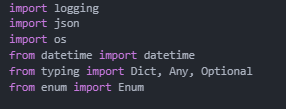 import logging
import json
import os
from datetime import datetime
from typing import Dict, Any, Optional
from enum import Enum